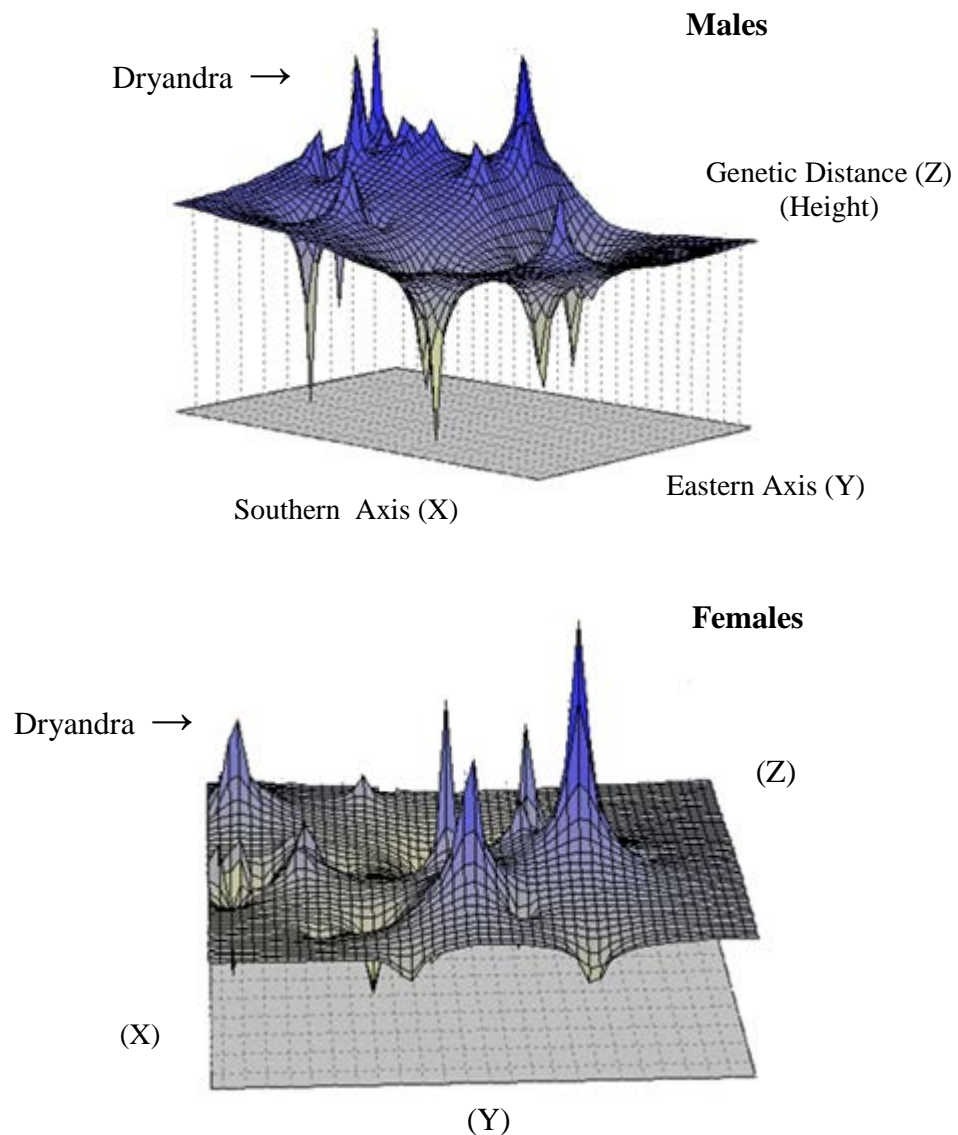 Males
Dryandra →
Genetic Distance (Z)
(Height)
Eastern Axis (Y)
Southern Axis (X)
Females
Dryandra →
(Z)
(X)
(Y)